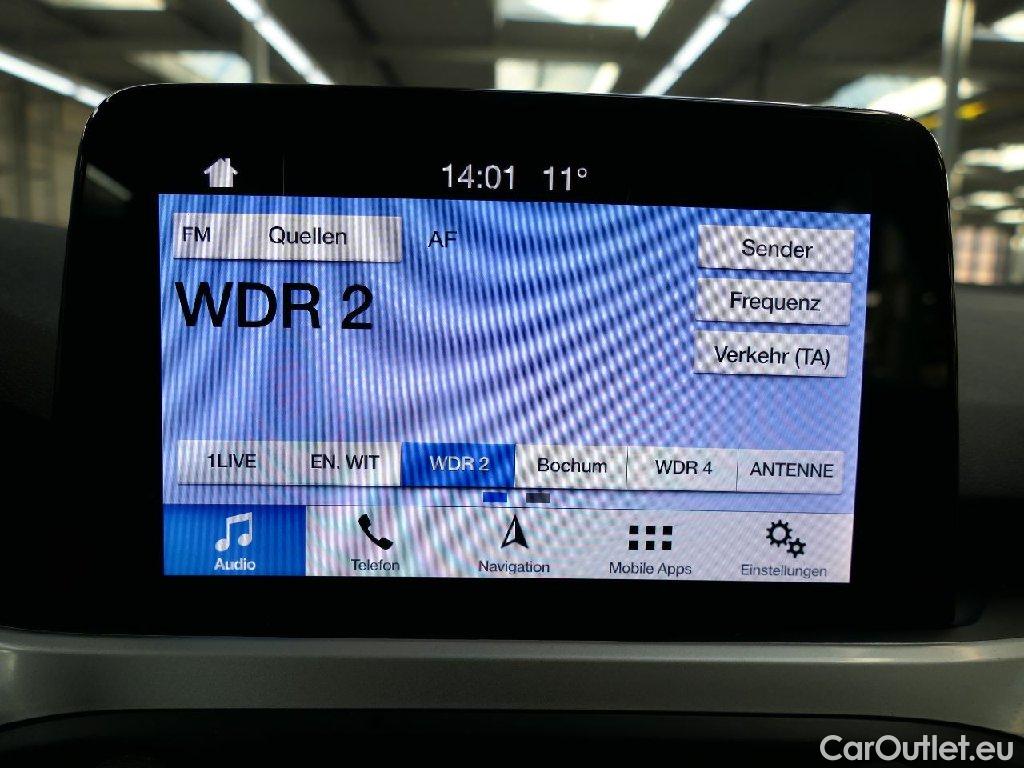 14:01 11°
FM Quellen AF
Sender
WDR 2
Frequenz
Verkehr (TA)
1LIVE EN. WIT WDR 2 Bochum WDR 4 ANTENNE
Audio Telefon Navigation Mobile Apps Einstellungen
CarOutlet.eu